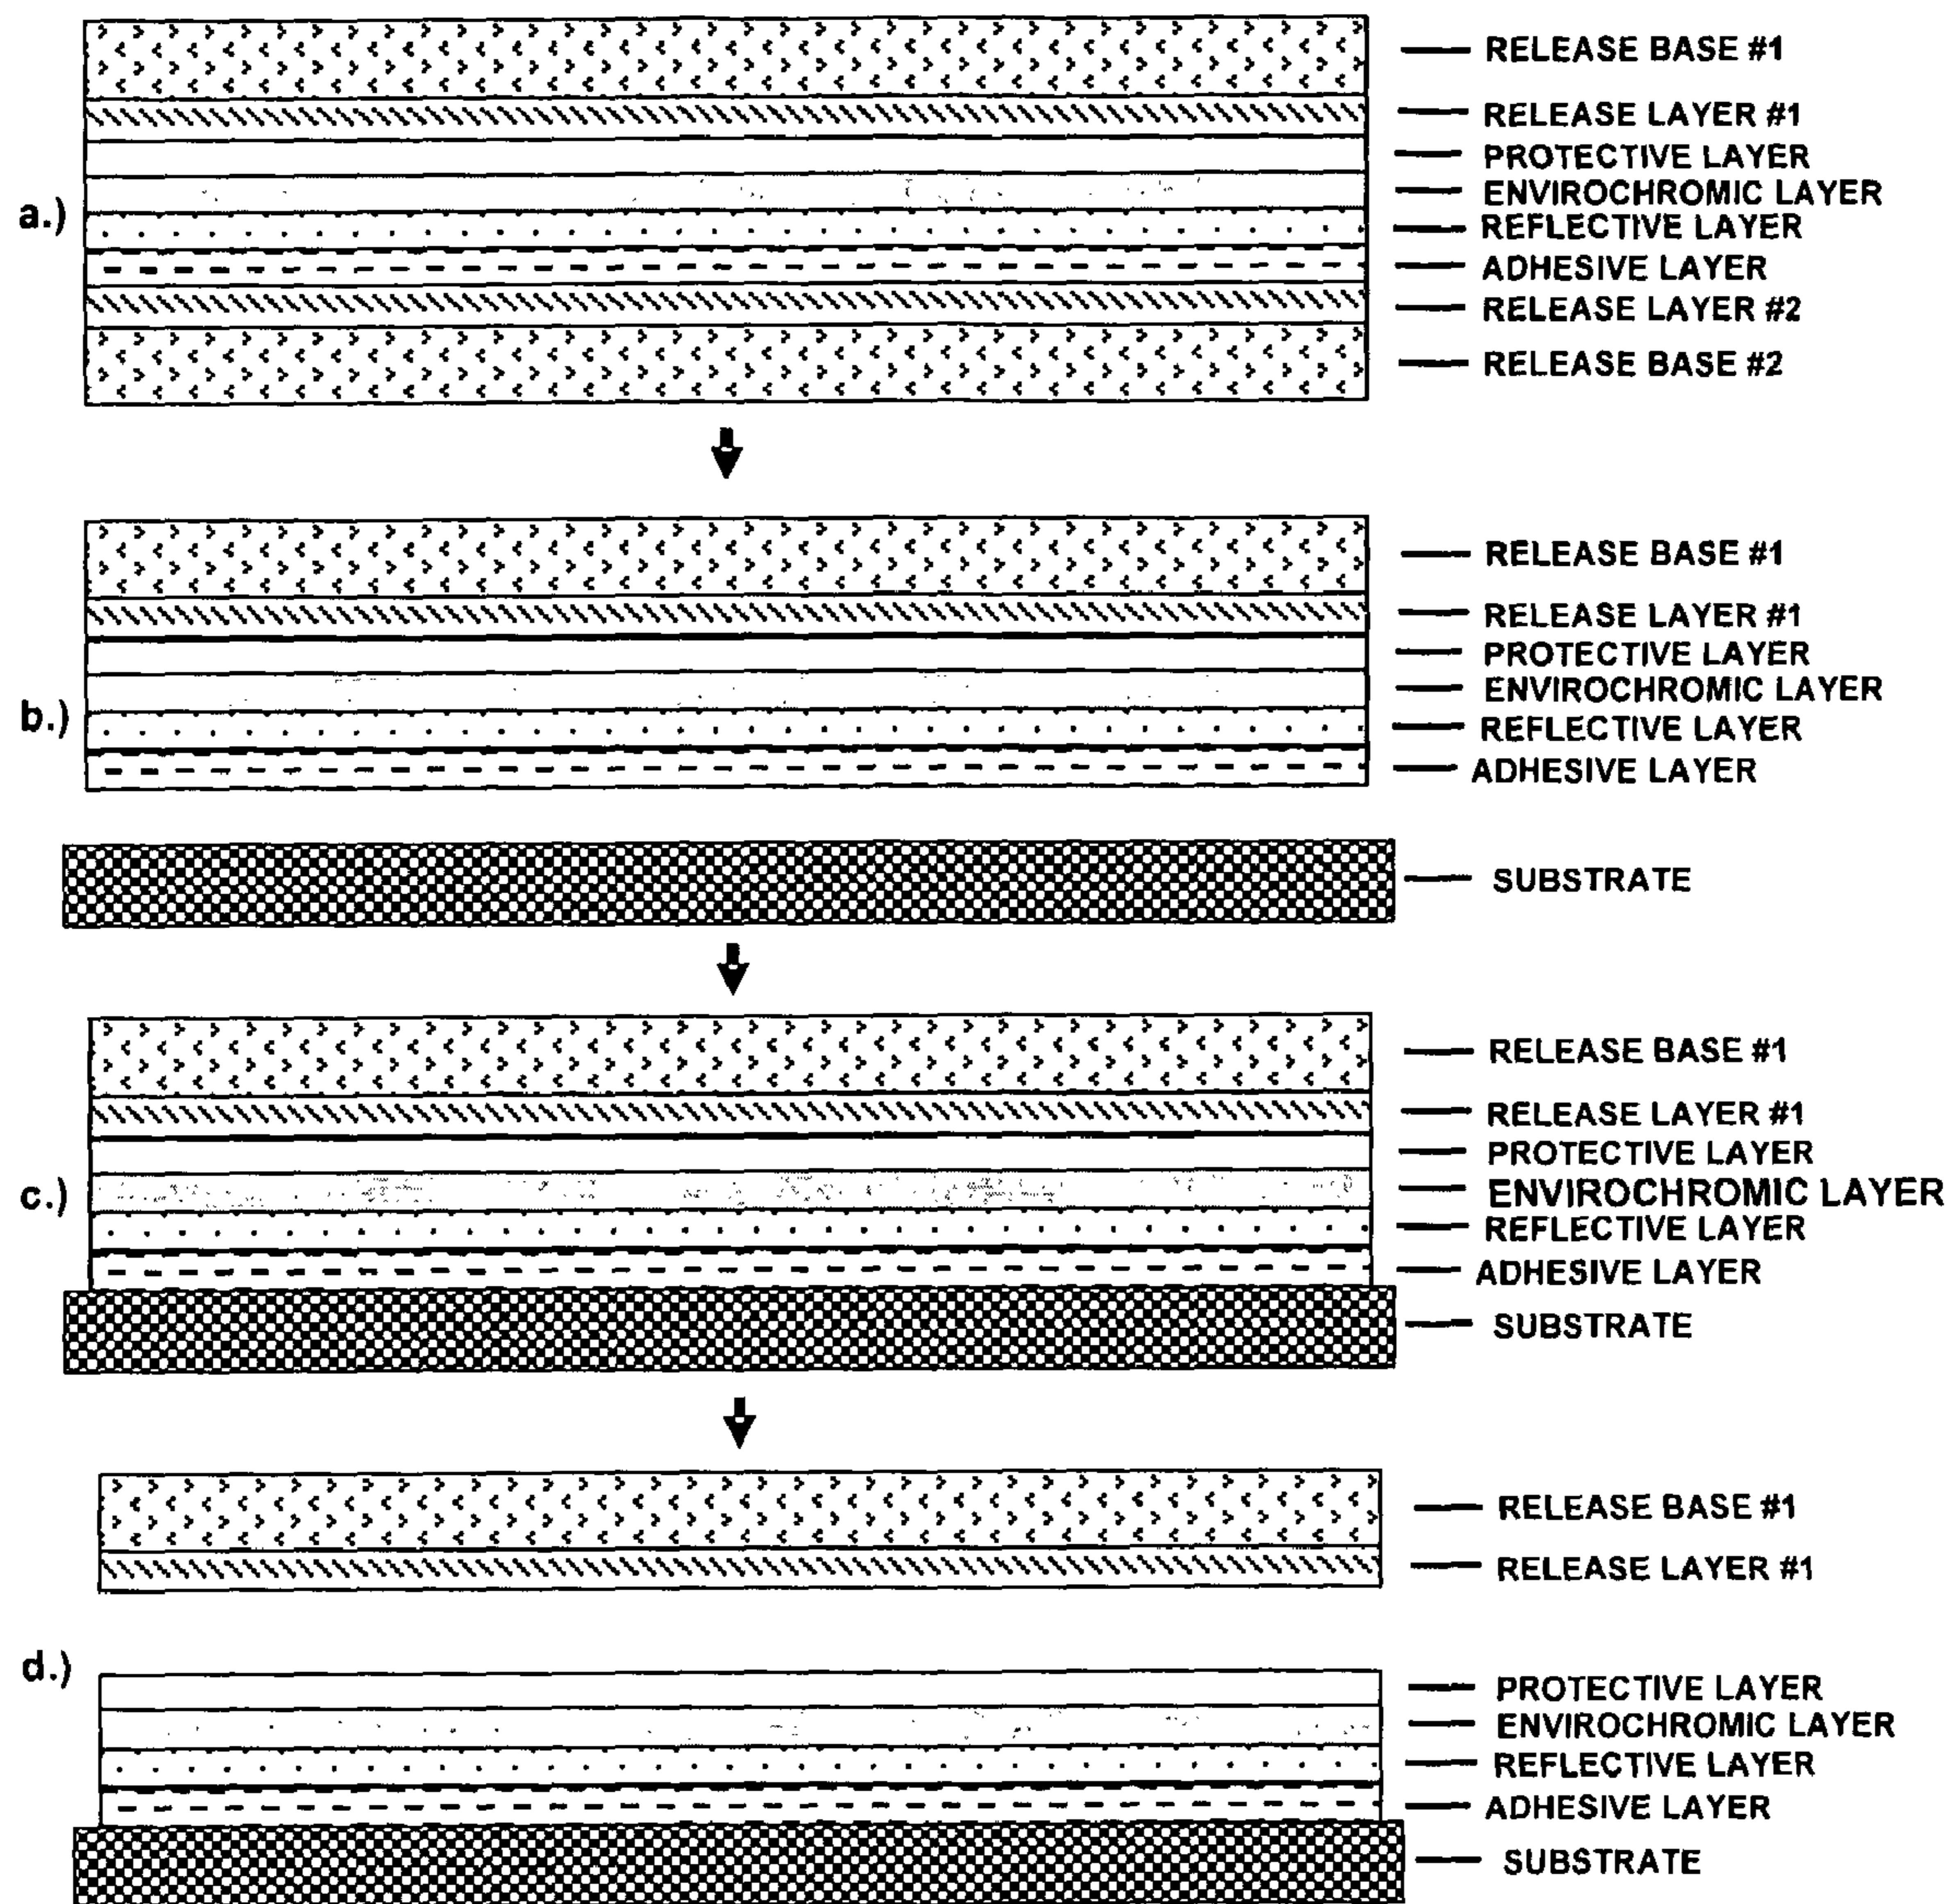 RELEASE BASE #1
RELEASE LAYER #1
PROTECTIVE LAYER
ENVIROCHROMIC LAYER
a.)
REFLECTIVE LAYER
ADHESIVE LAYER
RELEASE LAYER #2
RELEASE BASE #2
RELEASE BASE #1
RELEASE LAYER #1
PROTECTIVE LAYER
ENVIROCHROMIC LAYER
b.)
REFLECTIVE LAYER
ADHESIVE LAYER
SUBSTRATE
RELEASE BASE #1
RELEASE LAYER #1
PROTECTIVE LAYER
c.)
ENVIROCHROMIC LAYER
REFLECTIVE LAYER
ADHESIVE LAYER
SUBSTRATE
RELEASE BASE #1
RELEASE LAYER #1
d.)
PROTECTIVE LAYER
ENVIROCHROMIC LAYER
REFLECTIVE LAYER
ADHESIVE LAYER
SUBSTRATE